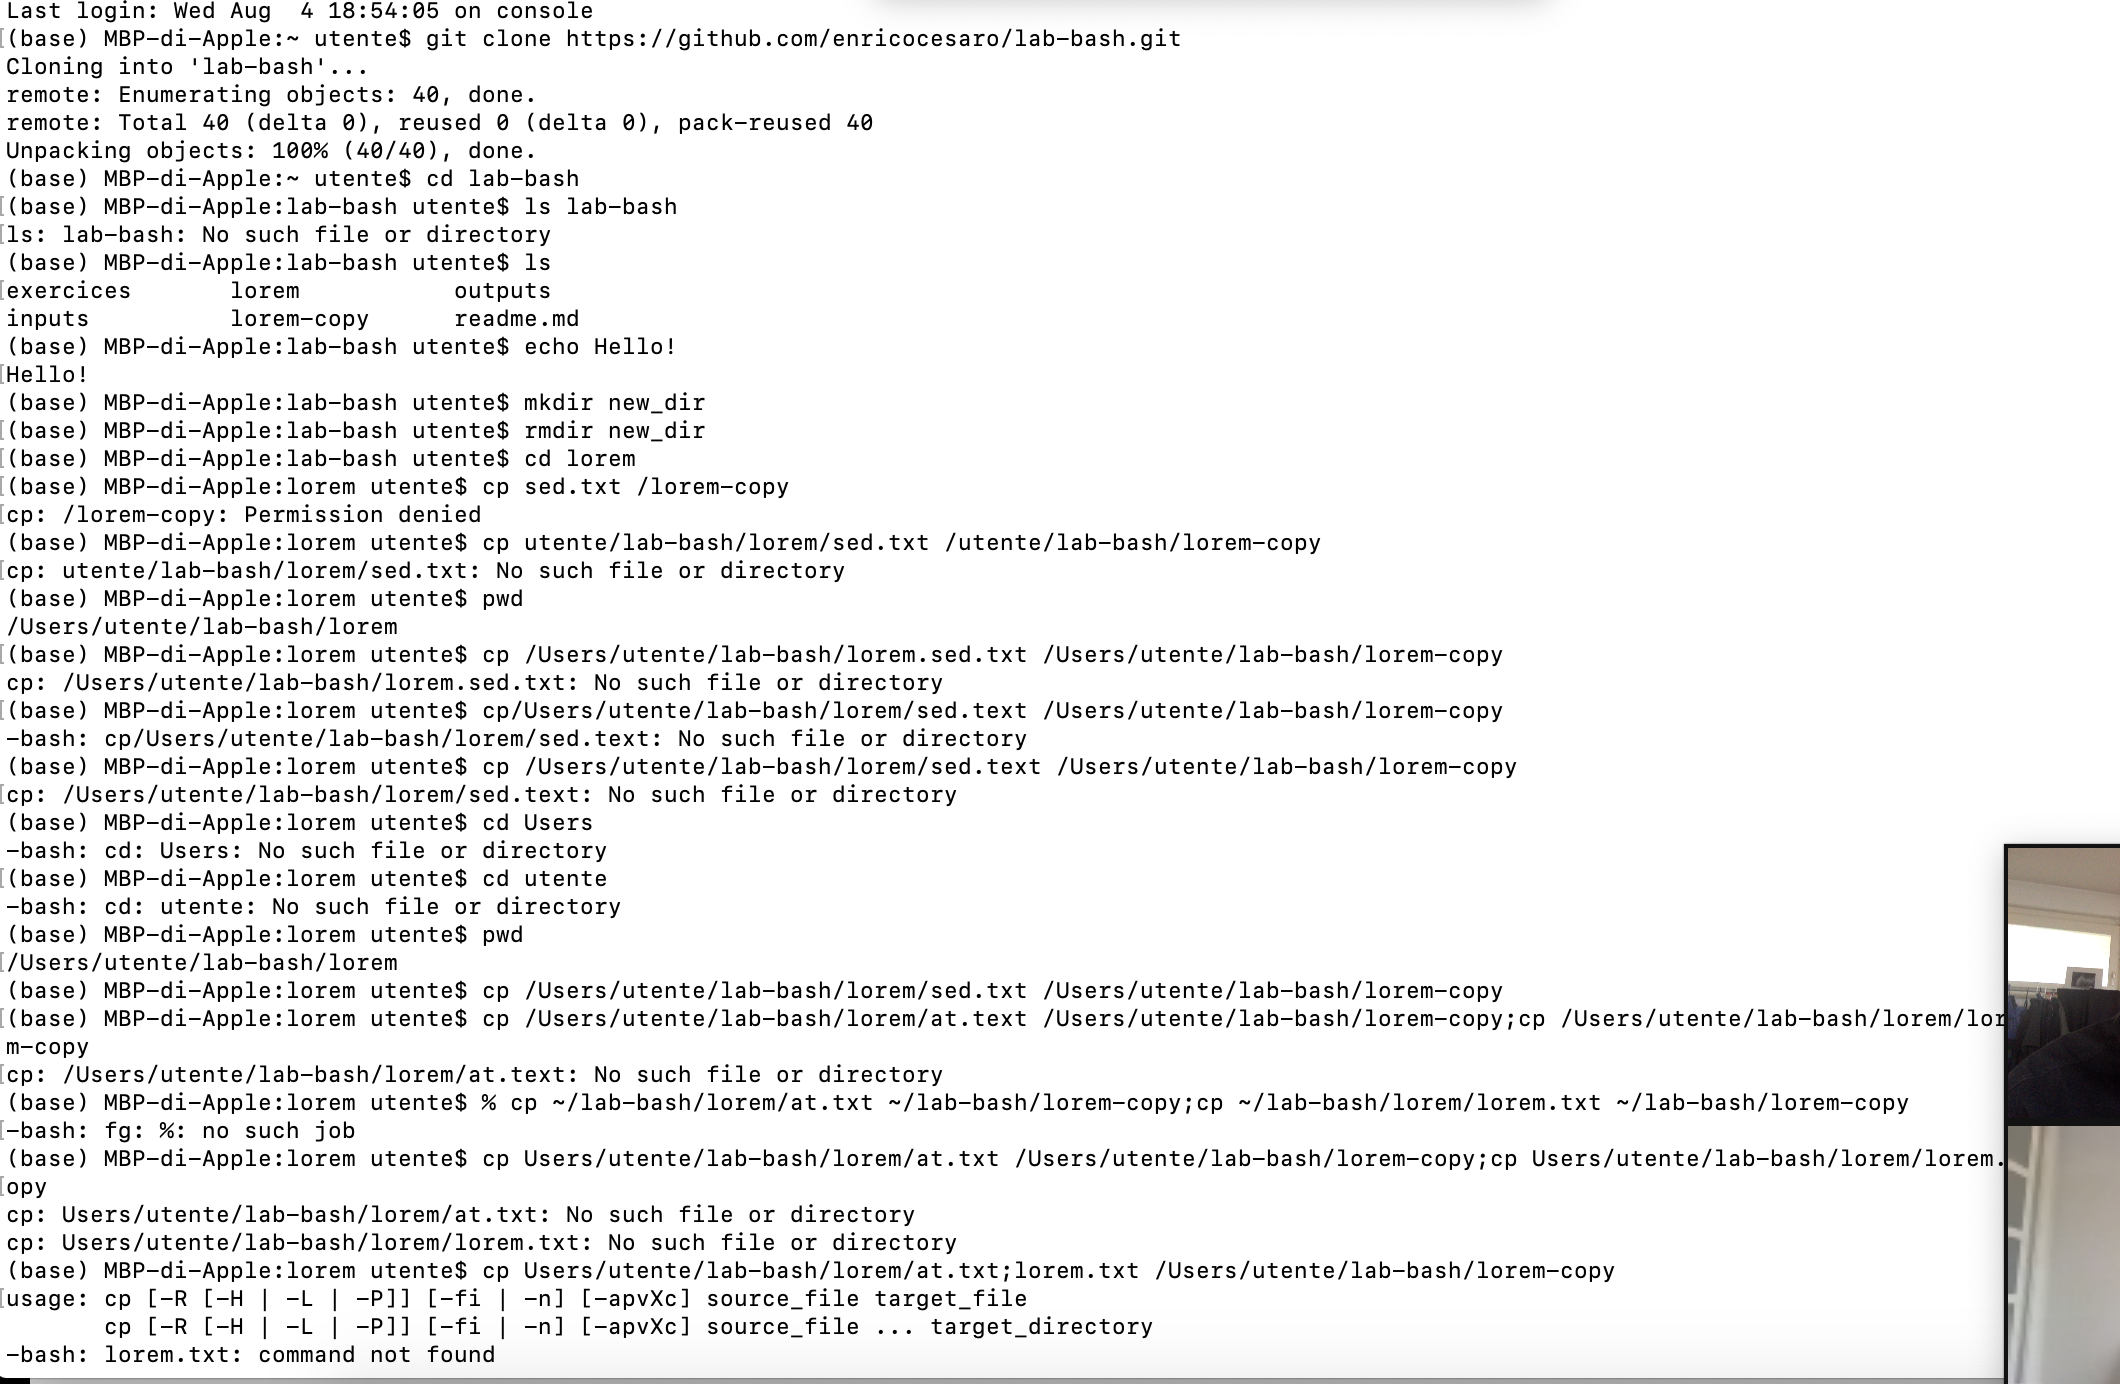 Last login: Wed Aug  4 18:54:05 on console
(base) MBP-di-Apple:~ utente$ git clone https://github.com/enricocesaro/lab-bash.git
Cloning into 'lab-bash'...
remote: Enumerating objects: 40, done.
remote: Total 40 (delta 0), reused 0 (delta 0), pack-reused 40
Unpacking objects: 100% (40/40), done.
(base) MBP-di-Apple:~ utente$ cd lab-bash
(base) MBP-di-Apple:lab-bash utente$ ls lab-bash
ls: lab-bash: No such file or directory
(base) MBP-di-Apple:lab-bash utente$ ls
exercices       lorem           outputs
inputs          lorem-copy      readme.md
(base) MBP-di-Apple:lab-bash utente$ echo Hello!
Hello!
(base) MBP-di-Apple:lab-bash utente$ mkdir new_dir
(base) MBP-di-Apple:lab-bash utente$ rmdir new_dir
(base) MBP-di-Apple:lab-bash utente$ cd lorem
(base) MBP-di-Apple:lorem utente$ cp sed.txt /lorem-copy
cp: /lorem-copy: Permission denied
(base) MBP-di-Apple:lorem utente$ cp utente/lab-bash/lorem/sed.txt /utente/lab-bash/lorem-copy
cp: utente/lab-bash/lorem/sed.txt: No such file or directory
(base) MBP-di-Apple:lorem utente$ pwd
/Users/utente/lab-bash/lorem
(base) MBP-di-Apple:lorem utente$ cp /Users/utente/lab-bash/lorem.sed.txt /Users/utente/lab-bash/lorem-copy
cp: /Users/utente/lab-bash/lorem.sed.txt: No such file or directory
(base) MBP-di-Apple:lorem utente$ cp/Users/utente/lab-bash/lorem/sed.text /Users/utente/lab-bash/lorem-copy
-bash: cp/Users/utente/lab-bash/lorem/sed.text: No such file or directory
(base) MBP-di-Apple:lorem utente$ cp /Users/utente/lab-bash/lorem/sed.text /Users/utente/lab-bash/lorem-copy
cp: /Users/utente/lab-bash/lorem/sed.text: No such file or directory
(base) MBP-di-Apple:lorem utente$ cd Users
-bash: cd: Users: No such file or directory
(base) MBP-di-Apple:lorem utente$ cd utente
-bash: cd: utente: No such file or directory
(base) MBP-di-Apple:lorem utente$ pwd
/Users/utente/lab-bash/lorem
(base) MBP-di-Apple:lorem utente$ cp /Users/utente/lab-bash/lorem/sed.txt /Users/utente/lab-bash/lorem-copy
(base) MBP-di-Apple:lorem utente$ cp /Users/utente/lab-bash/lorem/at.text /Users/utente/lab-bash/lorem-copy;cp /Users/utente/lab-bash/lorem/lor
m-copy
cp: /Users/utente/lab-bash/lorem/at.text: No such file or directory
(base) MBP-di-Apple:lorem utente$ % cp ~/lab-bash/lorem/at.txt ~/lab-bash/lorem-copy;cp ~/lab-bash/lorem/lorem.txt ~/lab-bash/lorem-copy
-bash: fg: %: no such job
(base) MBP-di-Apple:lorem utente$ cp Users/utente/lab-bash/lorem/at.txt /Users/utente/lab-bash/lorem-copy;cp Users/utente/lab-bash/lorem/lorem.
opy
cp: Users/utente/lab-bash/lorem/at.txt: No such file or directory
cp: Users/utente/lab-bash/lorem/lorem.txt: No such file or directory
(base) MBP-di-Apple:lorem utente$ cp Users/utente/lab-bash/lorem/at.txt;lorem.txt /Users/utente/lab-bash/lorem-copy
usage: cp [-R [-H | -L | -P]] [-fi | -n] [-apvXc] source_file target_file
       cp [-R [-H | -L | -P]] [-fi | -n] [-apvXc] source_file ... target_directory
-bash: lorem.txt: command not found